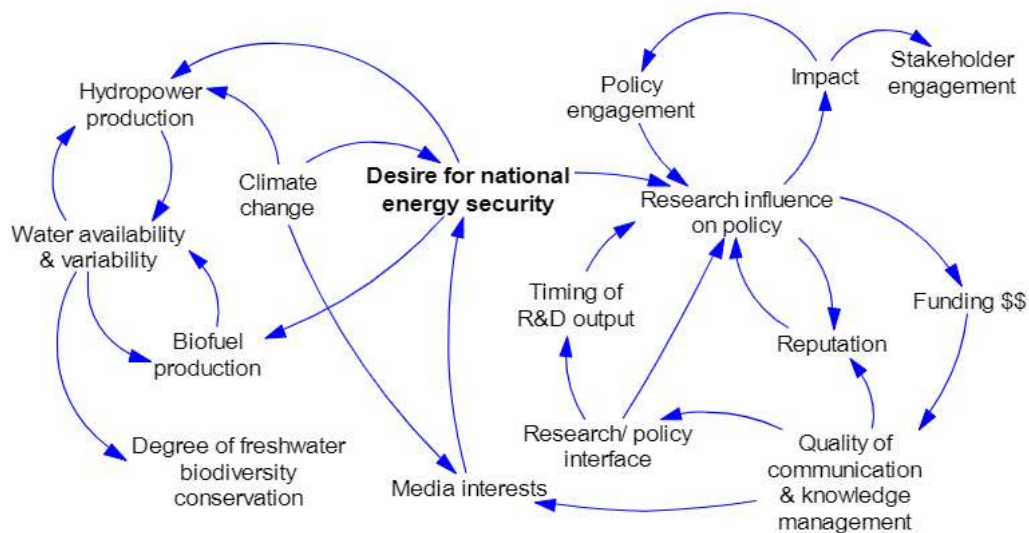 Hydropower
production
Policy
engagement
Impact
Stakeholder
engagement
Climate
change
Desire for national
energy security
Research influence
on policy
Water availability
& variability
Timing of
R&D output
Funding $$
Biofuel
production
Reputation
Degree of freshwater
biodiversity
conservation
Media interests
Research/ policy
interface
Quality of
communication
& knowledge
management